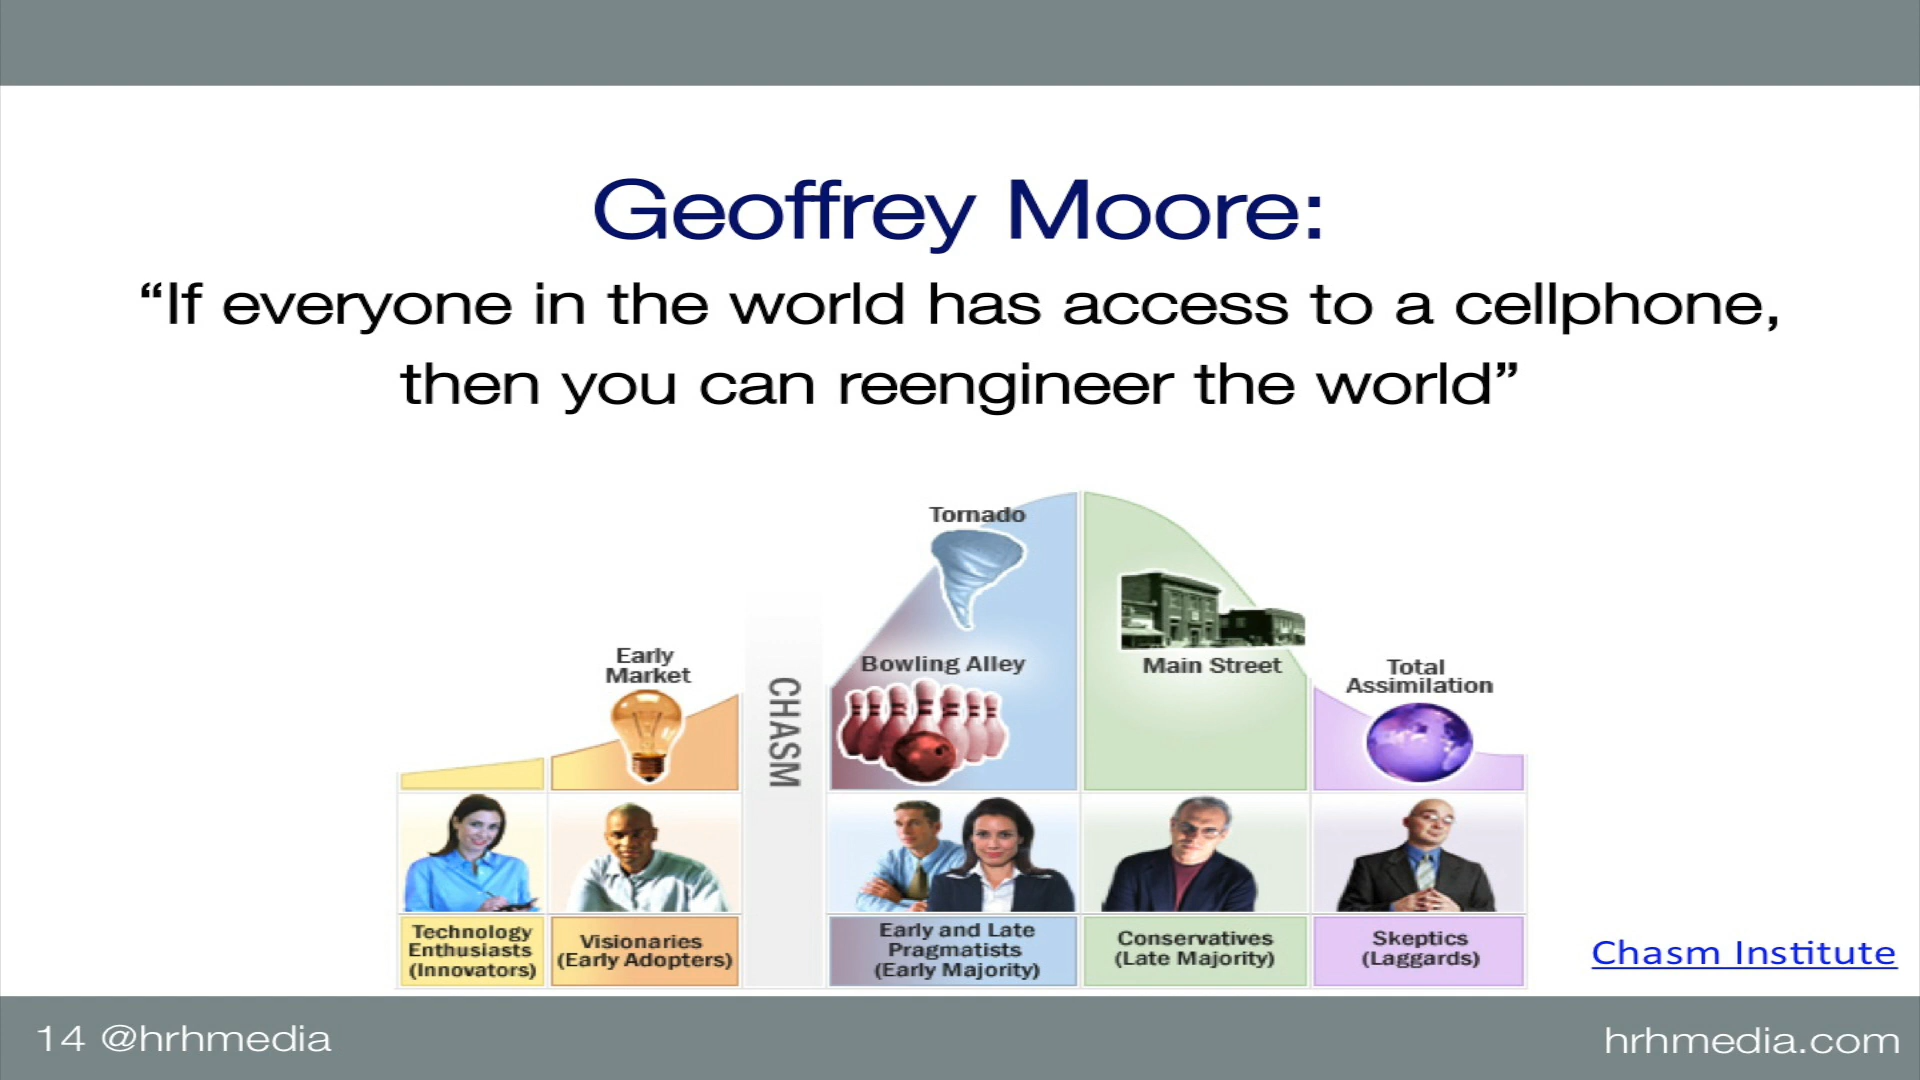 Geoffrey Moore:
“If everyone in the world has access to a cellphone,
then you can reengineer the world”
Tornado
Early
Market
CHASM
Bowling Alley
Main Street
Total
Assimilation
Technology
Enthusiasts
(Innovators)
Visionaries
(Early Adopters)
Early and Late
Pragmatists
(Early Majority)
Conservatives
(Late Majority)
Skeptics
(Laggards)
Chasm Institute
14 @hrhmedia
hrhmedia.com